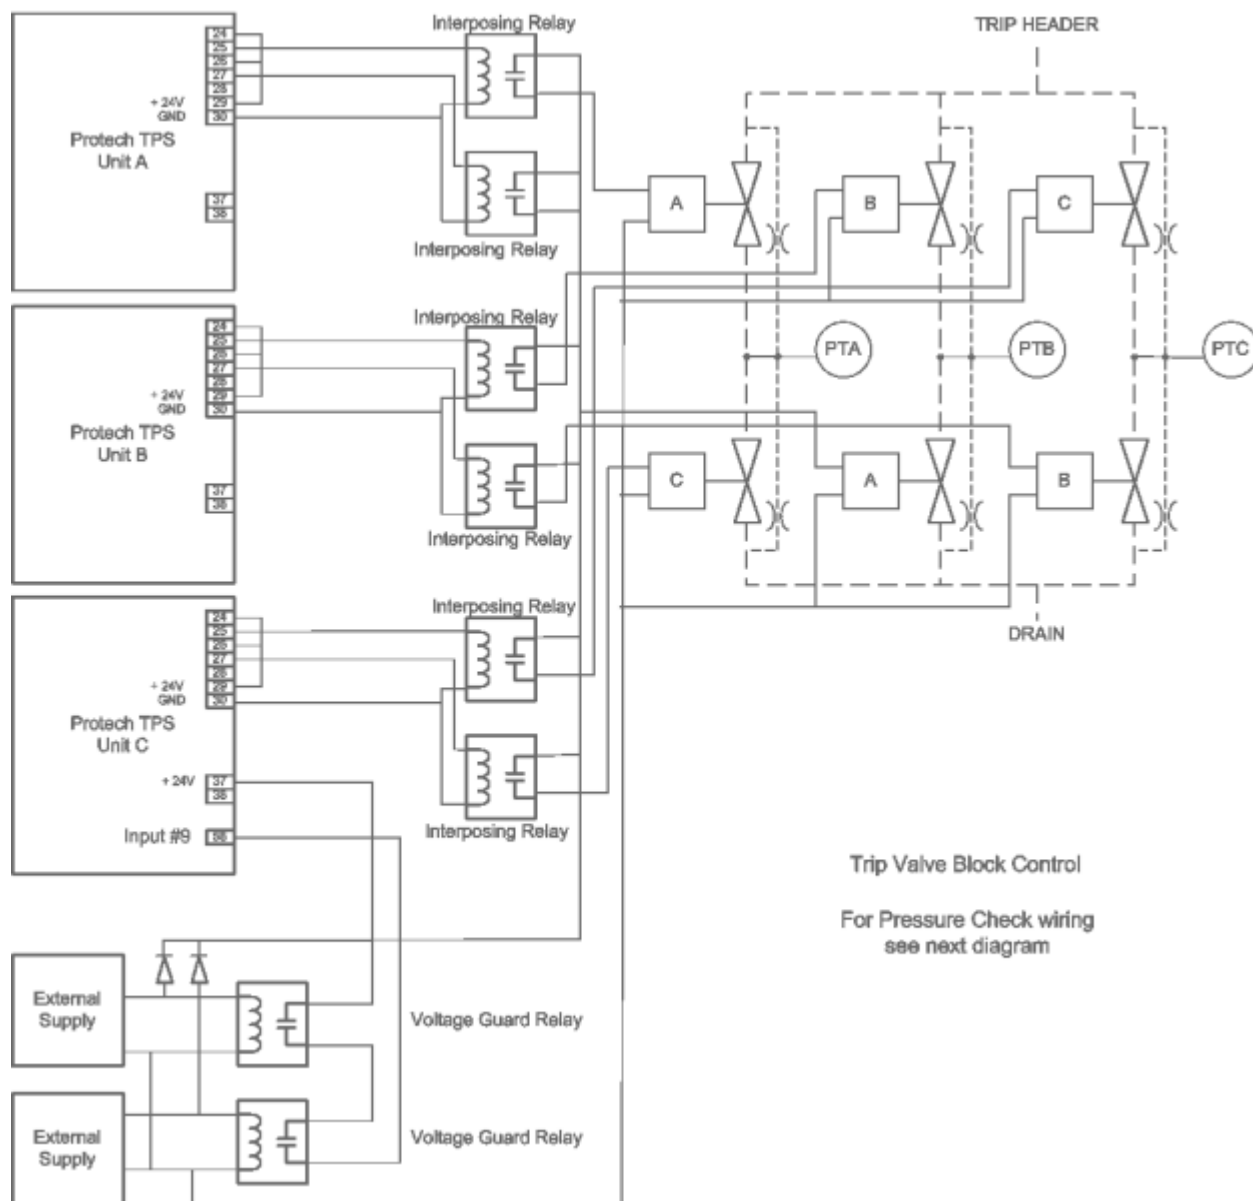 Interposing Relay
TRIP HEADER
24
25
26
27
28
+ 24V 29
GND 30
Protech TPS
Unit A
37
38
Interposing Relay
A
B
C
Interposing Relay
24
25
26
27
28
+ 24V 29
GND 30
Protech TPS
Unit B
37
38
Interposing Relay
PTA
PTB
PTC
C
A
B
Interposing Relay
DRAIN
24
25
26
27
28
+ 24V 29
GND 30
Protech TPS
Unit C
+ 24V 37
38
Input #9
Interposing Relay
Trip Valve Block Control
For Pressure Check wiring
see next diagram
External
Supply
Voltage Guard Relay
External
Supply
Voltage Guard Relay